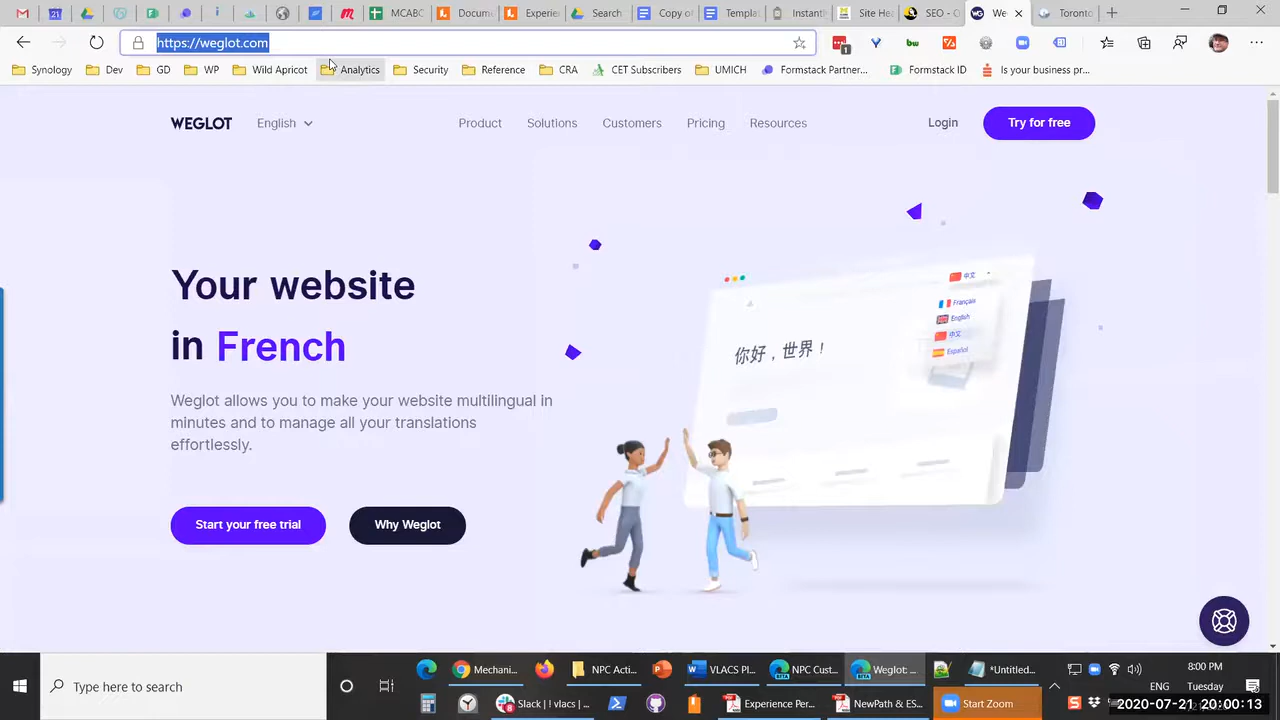 21
MCABC
Docum
Experie
Search
Copy of
Templ
Instant
Site Hea
SEO - G
We
Toronto
https://weglot.com
1
bw
Synology
Dev
GD
WP
Wild Apricot
Analytics
Security
Reference
CRA
CET Subscribers
UMICH
Formstack Partner...
Formstack ID
Is your business pr...
WEGLOT
English
Product
Solutions
Customers
Pricing
Resources
Login
Try for free
Your website
in French
Weglot allows you to make your website multilingual in
minutes and to manage all your translations
effortlessly.
Start your free trial
Why Weglot
中文
Français
English
中文
Español
你好，世界！
Type here to search
Mechani...
NPC Acti...
VLACS Pl...
NPC Cust...
Weglot: ...
*Untitled...
Slack | ! vlacs | ...
Experience Per...
NewPath & ES...
Start Zoom
ENG
8:00 PM
Tuesday
2020-07-21 20:00:13